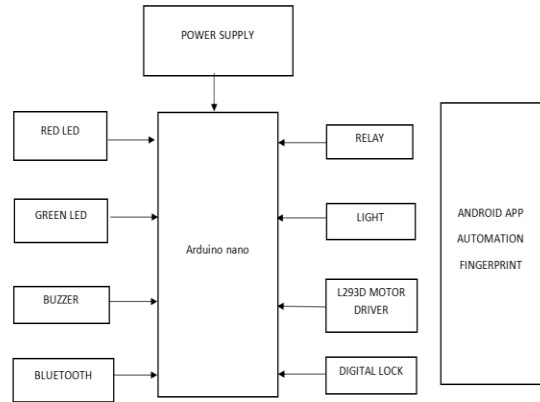 POWER SUPPLY
RED LED
GREEN LED
BUZZER
BLUETOOTH
Arduino nano
RELAY
LIGHT
L293D MOTOR
DRIVER
DIGITAL LOCK
ANDROID APP
AUTOMATION
FINGERPRINT